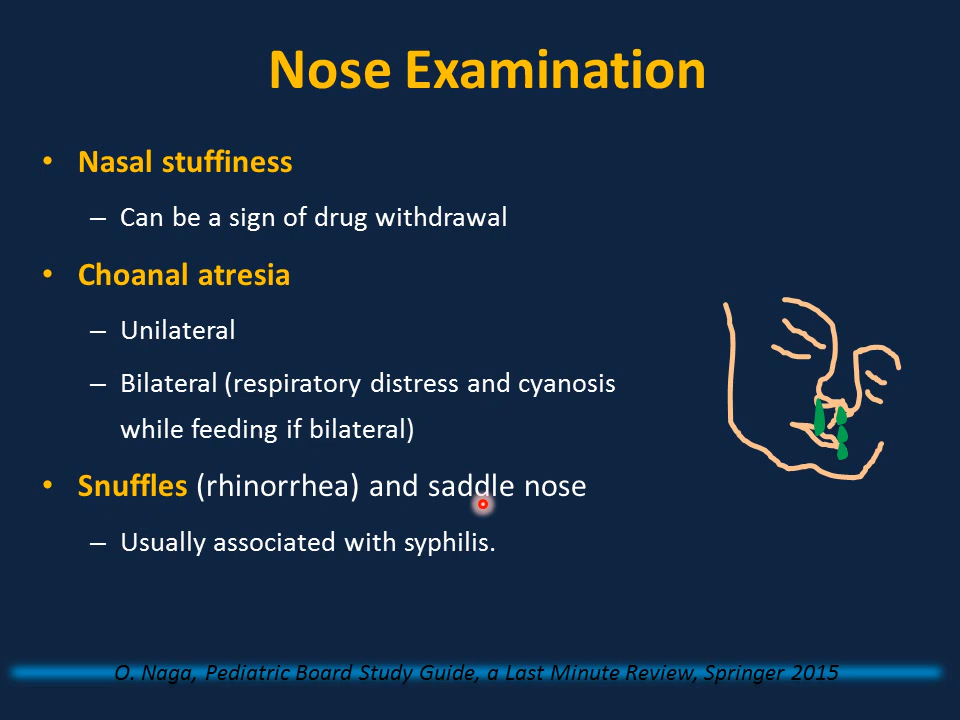 Nose Examination
• Nasal stuffiness
– Can be a sign of drug withdrawal
• Choanal atresia
– Unilateral
– Bilateral (respiratory distress and cyanosis
while feeding if bilateral)
• Snuffles (rhinorrhea) and saddle nose
– Usually associated with syphilis.
O. Naga, Pediatric Board Study Guide, a Last Minute Review, Springer 2015